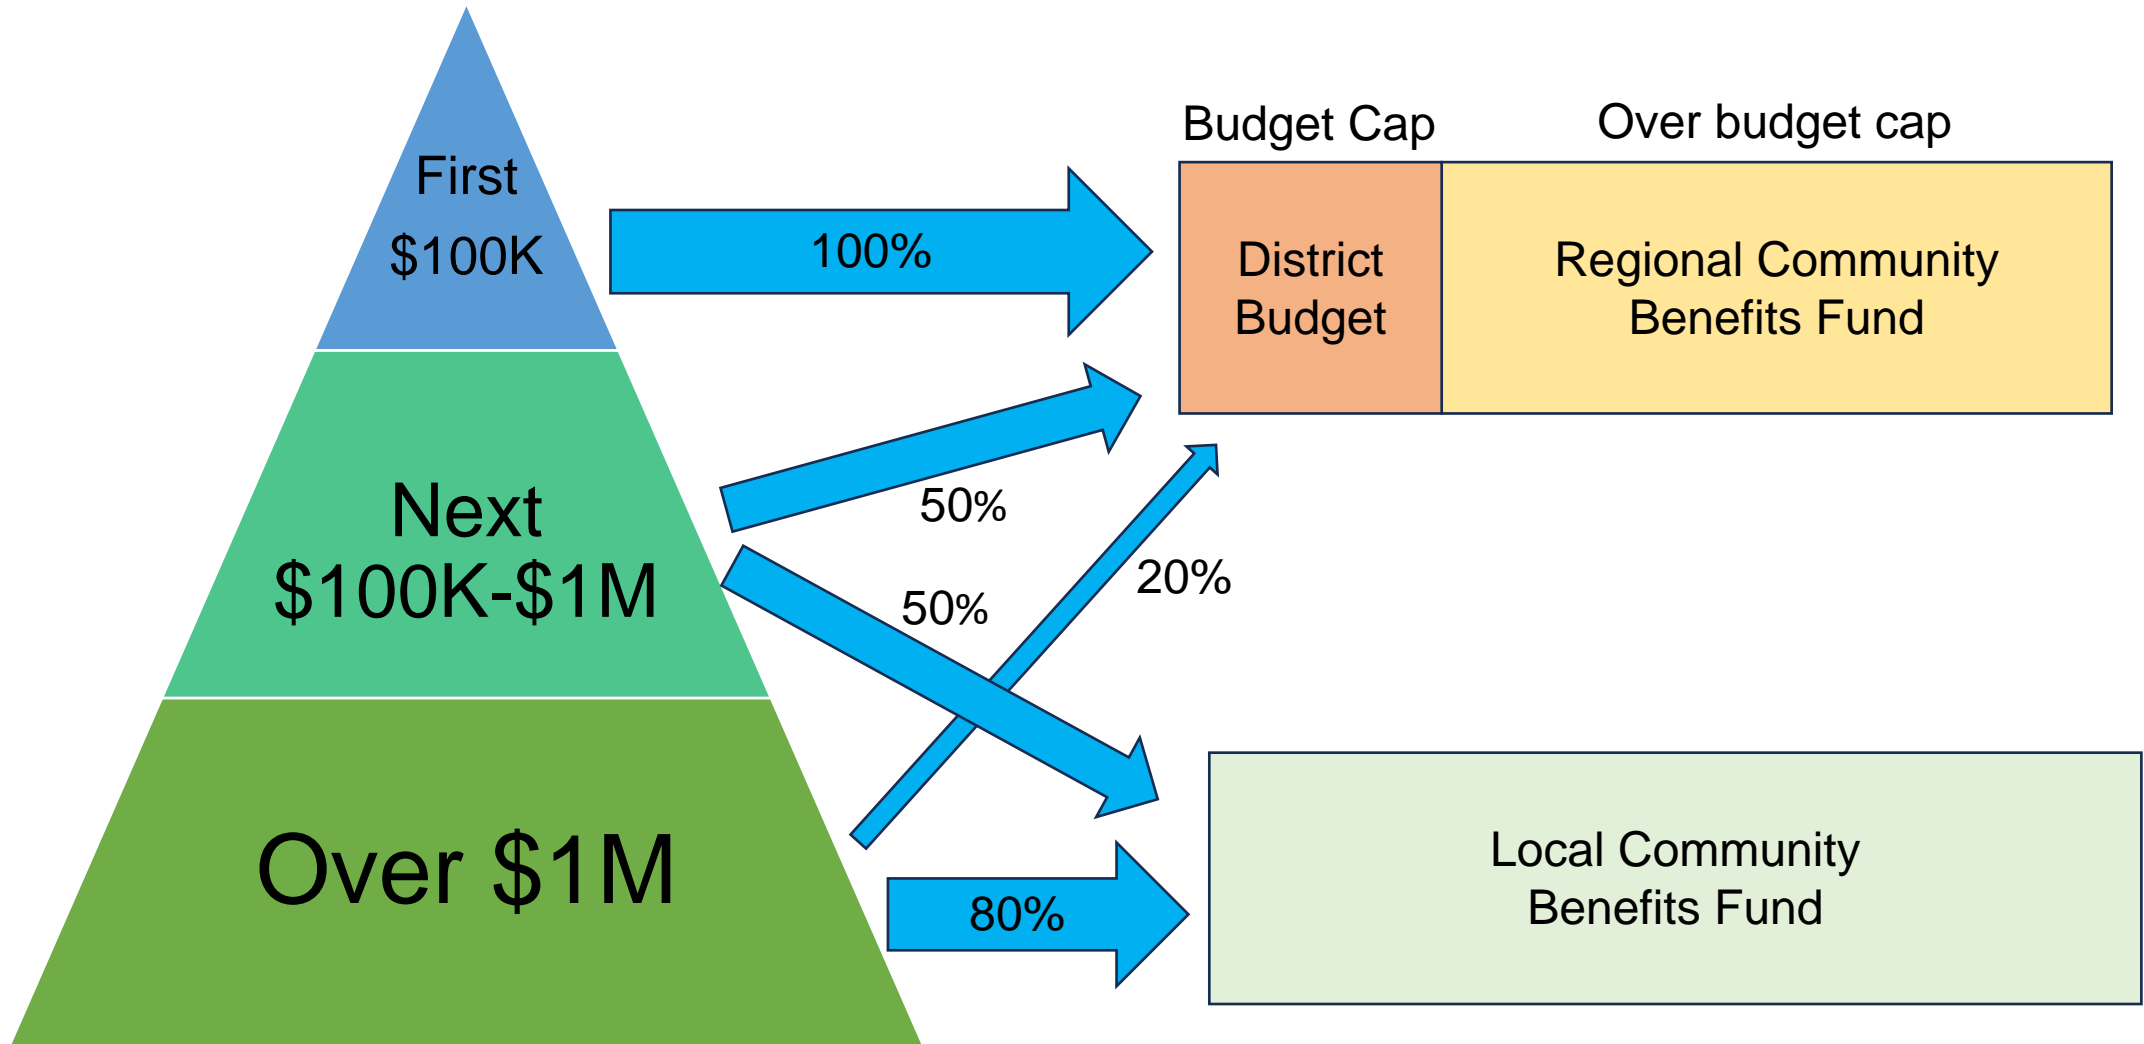 First
$100K
Next
$100K-$1M
Over $1M
100%
50%
50%
20%
80%
Budget Cap
Over budget cap
District
Budget
Regional Community
Benefits Fund
Local Community
Benefits Fund